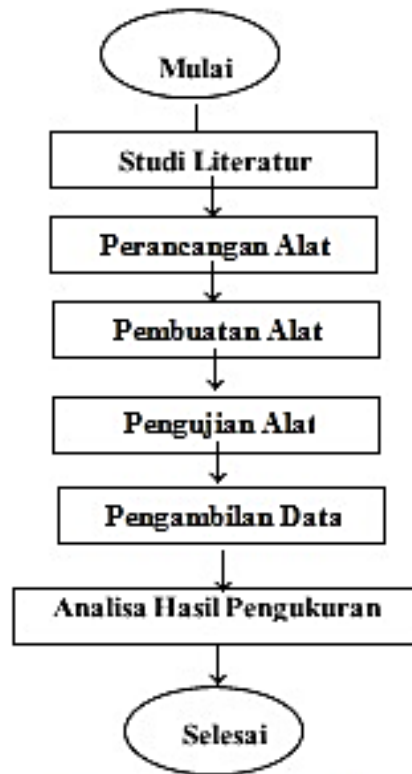 Mulai
Studi Literatur
Perancangan Alat
Pembuatan Alat
Pengujian Alat
Pengambilan Data
Analisa Hasil Pengukuran
Selesai